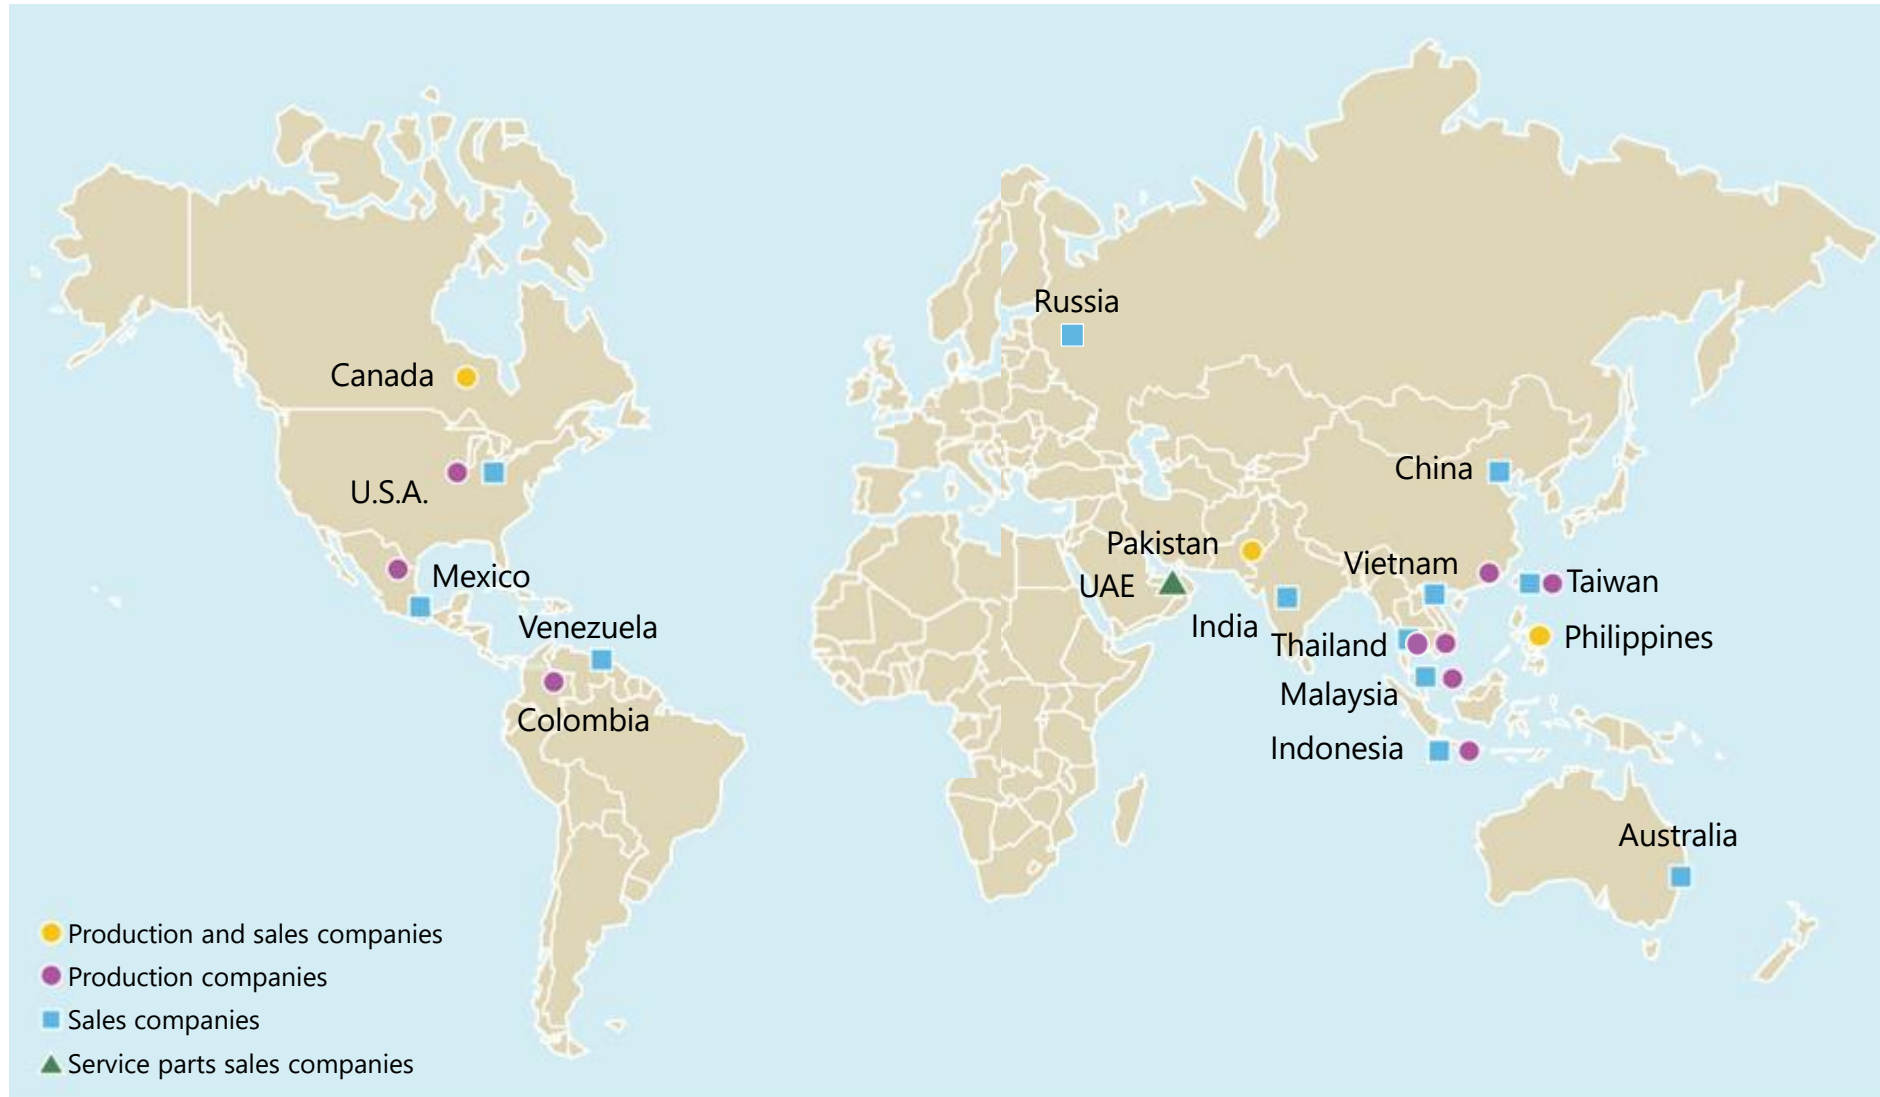 Russia
Canada
China
U.S.A.
Pakistan
Vietnam
Mexico
UAE
Taiwan
Venezuela
India
Thailand
Philippines
Malaysia
Colombia
Indonesia
Australia
Production and sales companies
Production companies
Sales companies
Service parts sales companies